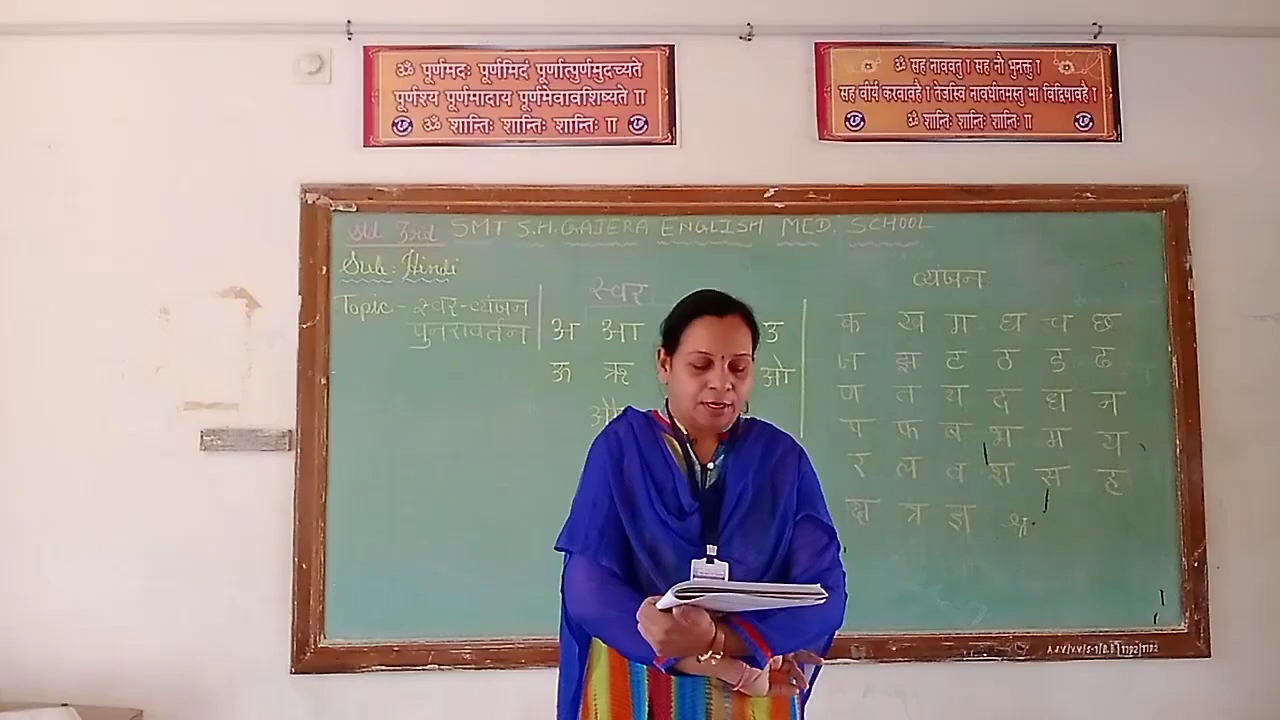 ॐ पूर्णमदः पूर्णमिदं पूर्णात्पुर्णमुदच्यते
पूर्णश्य पूर्णमादाय पूर्णमेवावशिष्यते ॥
ॐ शान्तिः शान्तिः शान्तिः ॥
ॐ सह नाववतु । सह नौ भुनक्तु ।
सह वीर्यं करवावहै । तेजस्वि नावधीतमस्तु मा विद्विषावहै ।
ॐ शान्तिः शान्तिः शान्तिः ॥
Std 3rd SMT S.H. GAJERA ENGLISH MED. SCHOOL
Sub: Hindi
Topic - स्वर-व्यंजन
पुनरावर्तन
स्वर
अ आ उ
ऊ ऋ ओ
औ
व्यंजन
क ख ग घ च छ
ज झ ट ठ ड ढ
ण त थ द ध न
प फ ब भ म य
र ल व श स ह
क्ष त्र ज्ञ श्र